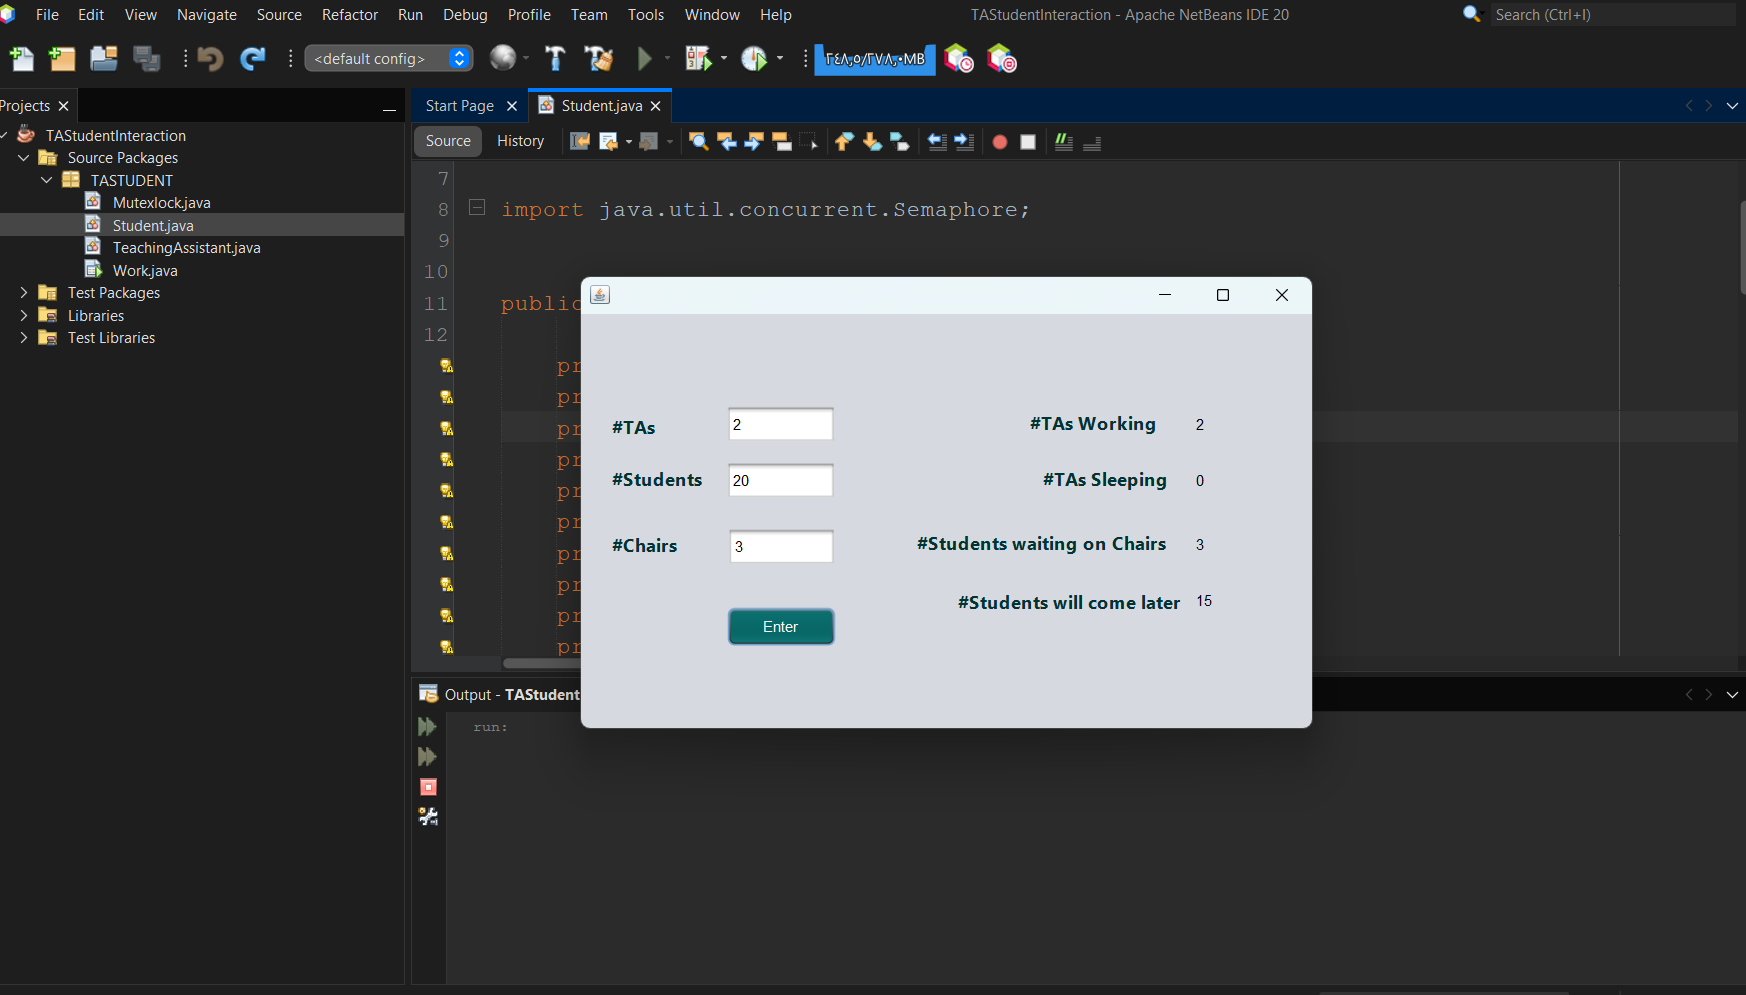 File Edit View Navigate Source Refactor Run Debug Profile Team Tools Window Help
TAStudentInteraction - Apache NetBeans IDE 20
Search (Ctrl+I)
<default config>
Projects
TAStudentInteraction
Source Packages
TASTUDENT
Mutexlock.java
Student.java
TeachingAssistant.java
Work.java
Test Packages
Libraries
Test Libraries
Start Page
Student.java
Source History
7
8 import java.util.concurrent.Semaphore;
9
10
11 public
12
pr
pr
pr
pr
pr
pr
pr
pr
pr
pr
#TAs 2
#Students 20
#Chairs 3
Enter
#TAs Working 2
#TAs Sleeping 0
#Students waiting on Chairs 3
#Students will come later 15
Output - TAStudent
run: